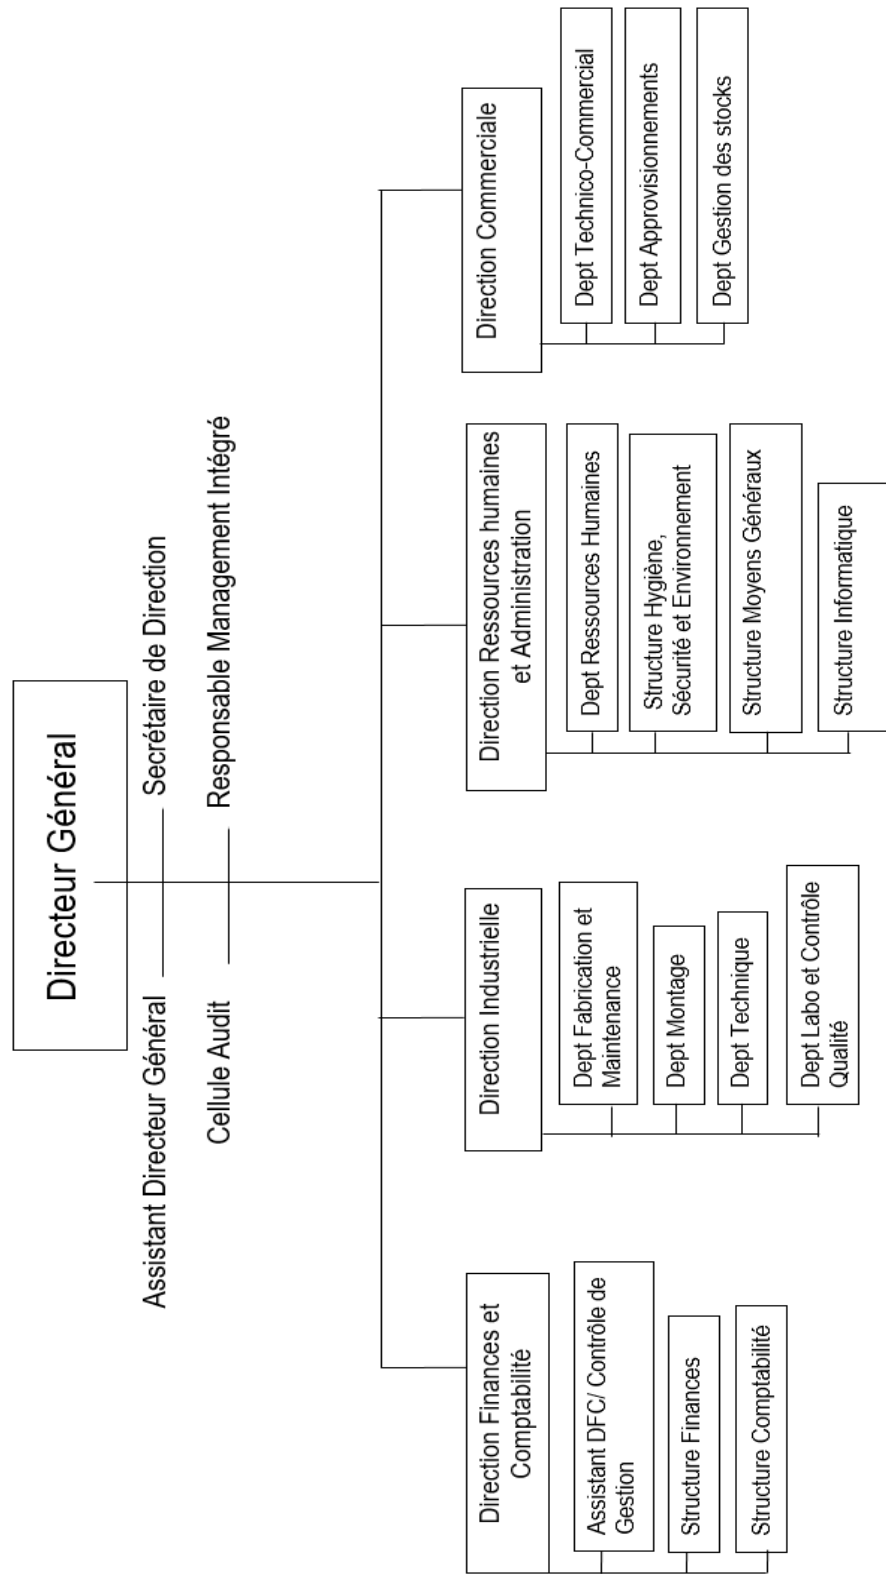 Directeur Général
Assistant Directeur Général
Secrétaire de Direction
Cellule Audit
Responsable Management Intégré
Direction Finances et
Comptabilité
Assistant DFC/ Contrôle de
Gestion
Structure Finances
Structure Comptabilité
Direction Industrielle
Dept Fabrication et
Maintenance
Dept Montage
Dept Technique
Dept Labo et Contrôle
Qualité
Direction Ressources humaines
et Administration
Dept Ressources Humaines
Structure Hygiène,
Sécurité et Environnement
Structure Moyens Généraux
Structure Informatique
Direction Commerciale
Dept Technico-Commercial
Dept Approvisionnements
Dept Gestion des stocks